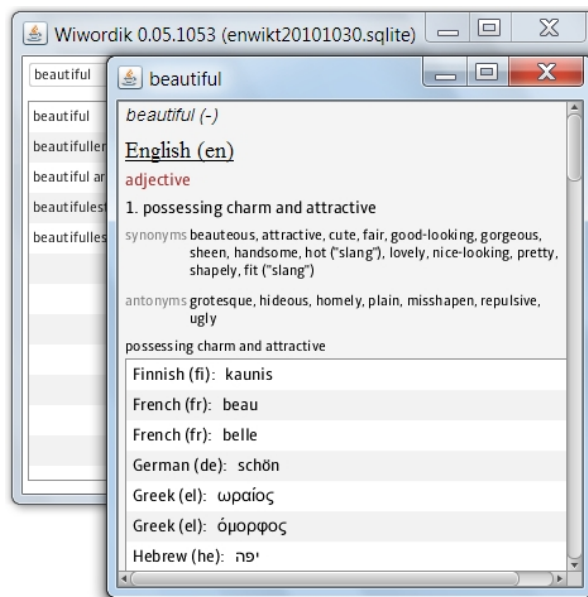 Wiwordik 0.05.1053 (enwikt20101030.sqlite)
beautiful
beautiful
beautiful ar
beautiful
beautiful (-)
English (en)
adjective
1. possessing charm and attractive
synonyms beauteous, attractive, cute, fair, good-looking, gorgeous,
sheen, handsome, hot ("slang"), lovely, nice-looking, pretty,
shapely, fit ("slang")
antonyms grotesque, hideous, homely, plain, misshapen, repulsive,
ugly
possessing charm and attractive
Finnish (fi): kaunis
French (fr): beau
French (fr): belle
German (de): schön
Greek (el): ωραίος
Greek (el): όμορφος
Hebrew (he): יפה